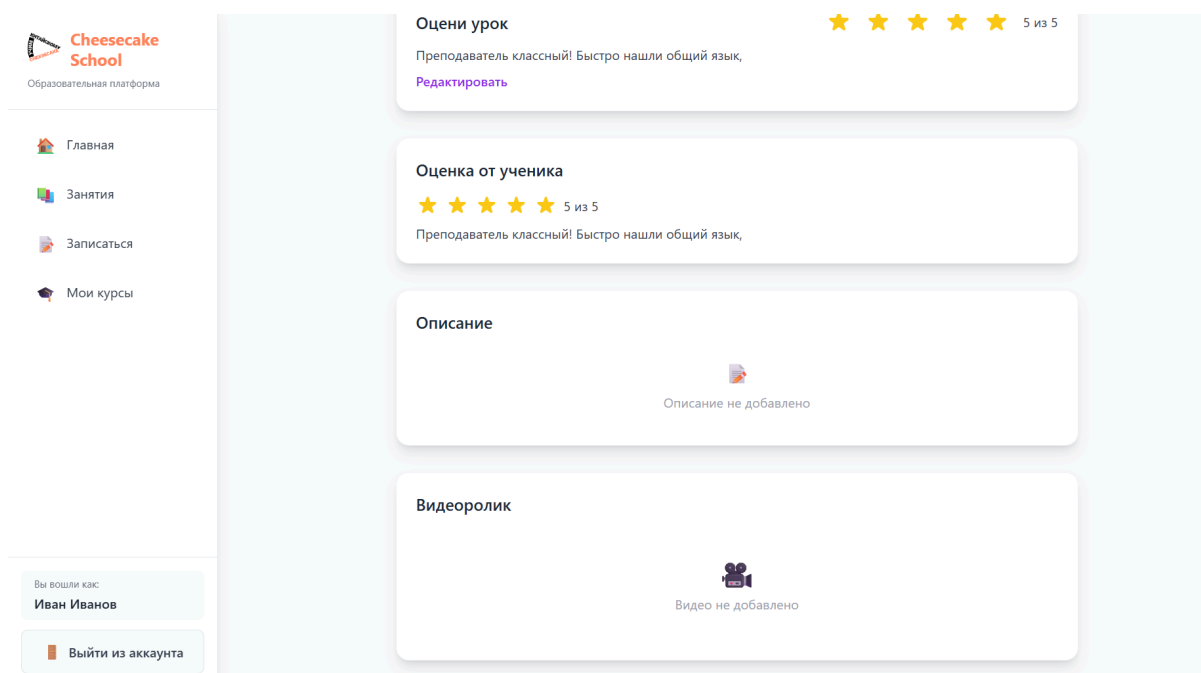 Cheesecake
School
Образовательная платформа
Главная
Занятия
Записаться
Мои курсы
Вы вошли как:
Иван Иванов
Выйти из аккаунта
Оцени урок
5 из 5
Преподаватель классный! Быстро нашли общий язык,
Редактировать
Оценка от ученика
5 из 5
Преподаватель классный! Быстро нашли общий язык,
Описание
Описание не добавлено
Видеоролик
Видео не добавлено